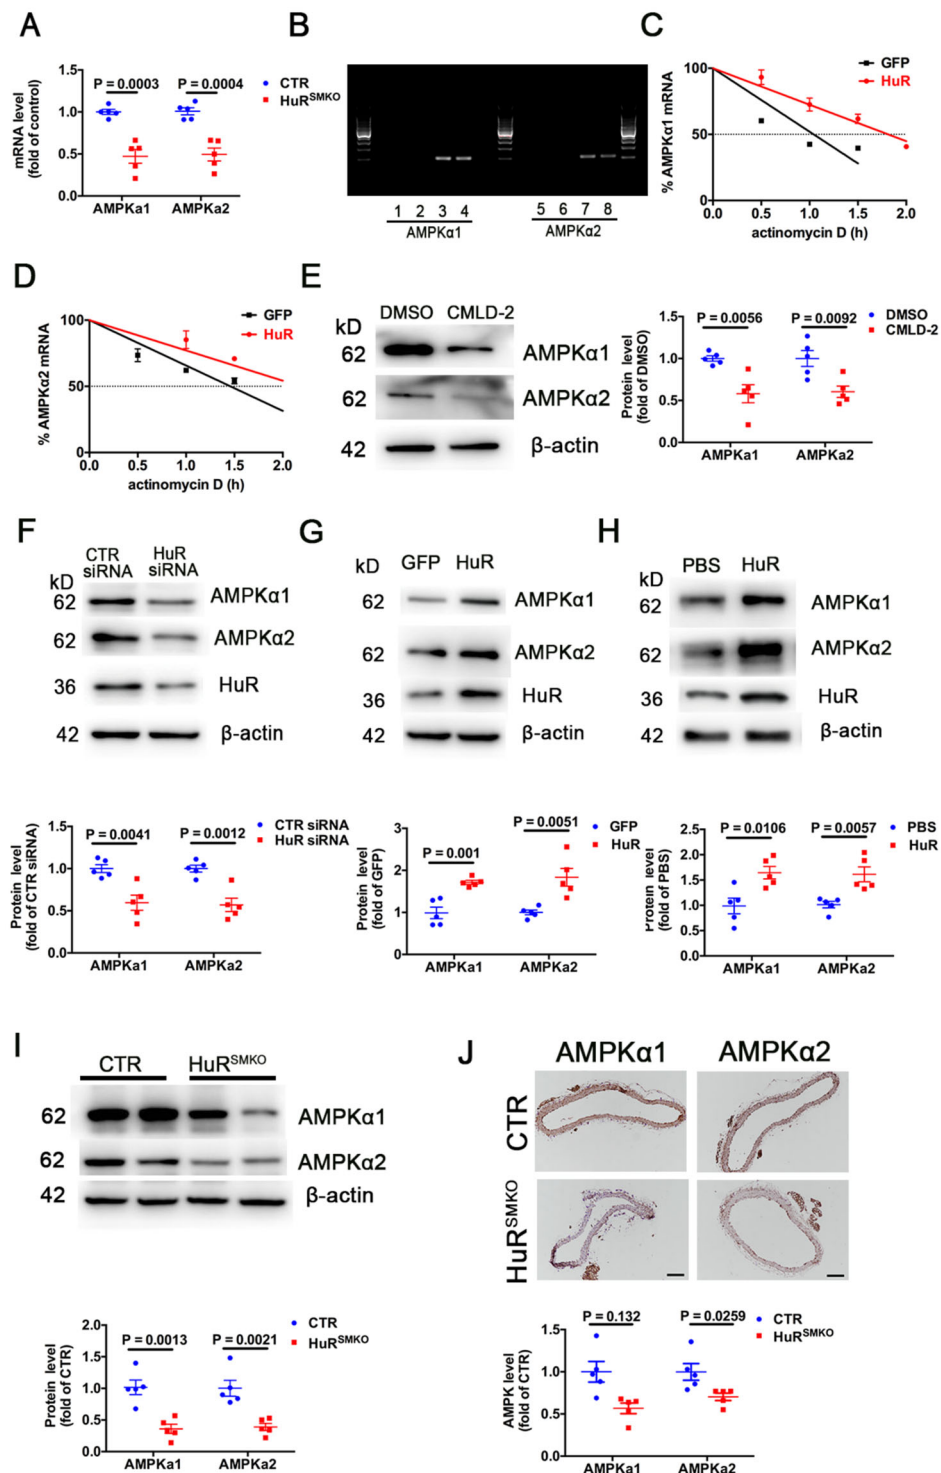 A
mRNA level
(fold of control)
1.5
1.0
0.5
0.0
P = 0.0003
P = 0.0004
CTR
HuR^SMKO
AMPKa1
AMPKa2
B
1 2 3 4
AMPKα1
5 6 7 8
AMPKα2
C
% AMPKα1 mRNA
100
50
0
0.0 0.5 1.0 1.5 2.0
actinomycin D (h)
GFP
HuR
D
% AMPKα2 mRNA
100
50
0
0.0 0.5 1.0 1.5 2.0
actinomycin D (h)
GFP
HuR
E
kD
DMSO CMLD-2
62 AMPKα1
62 AMPKα2
42 β-actin
Protein level
(fold of DMSO)
1.5
1.0
0.5
0.0
P = 0.0056
P = 0.0092
DMSO
CMLD-2
AMPKa1
AMPKa2
F
kD
CTR siRNA
HuR siRNA
62 AMPKα1
62 AMPKα2
36 HuR
42 β-actin
Protein level
(fold of CTR siRNA)
1.5
1.0
0.5
0.0
P = 0.0041
P = 0.0012
CTR siRNA
HuR siRNA
AMPKa1
AMPKa2
G
kD
GFP HuR
62 AMPKα1
62 AMPKα2
36 HuR
42 β-actin
Protein level
(fold of GFP)
3
2
1
0
P = 0.001
P = 0.0051
GFP
HuR
AMPKa1
AMPKa2
H
kD
PBS HuR
62 AMPKα1
62 AMPKα2
36 HuR
42 β-actin
Protein level
(fold of PBS)
2.5
2.0
1.5
1.0
0.5
0.0
P = 0.0106
P = 0.0057
PBS
HuR
AMPKa1
AMPKa2
I
CTR HuR^SMKO
62 AMPKα1
62 AMPKα2
42 β-actin
Protein level
(fold of CTR)
2.0
1.5
1.0
0.5
0.0
P = 0.0013
P = 0.0021
CTR
HuR^SMKO
AMPKa1
AMPKa2
J
AMPKα1 AMPKα2
CTR
HuR^SMKO
AMPK level
(fold of CTR)
2.0
1.5
1.0
0.5
0.0
P = 0.132
P = 0.0259
CTR
HuR^SMKO
AMPKa1
AMPKa2